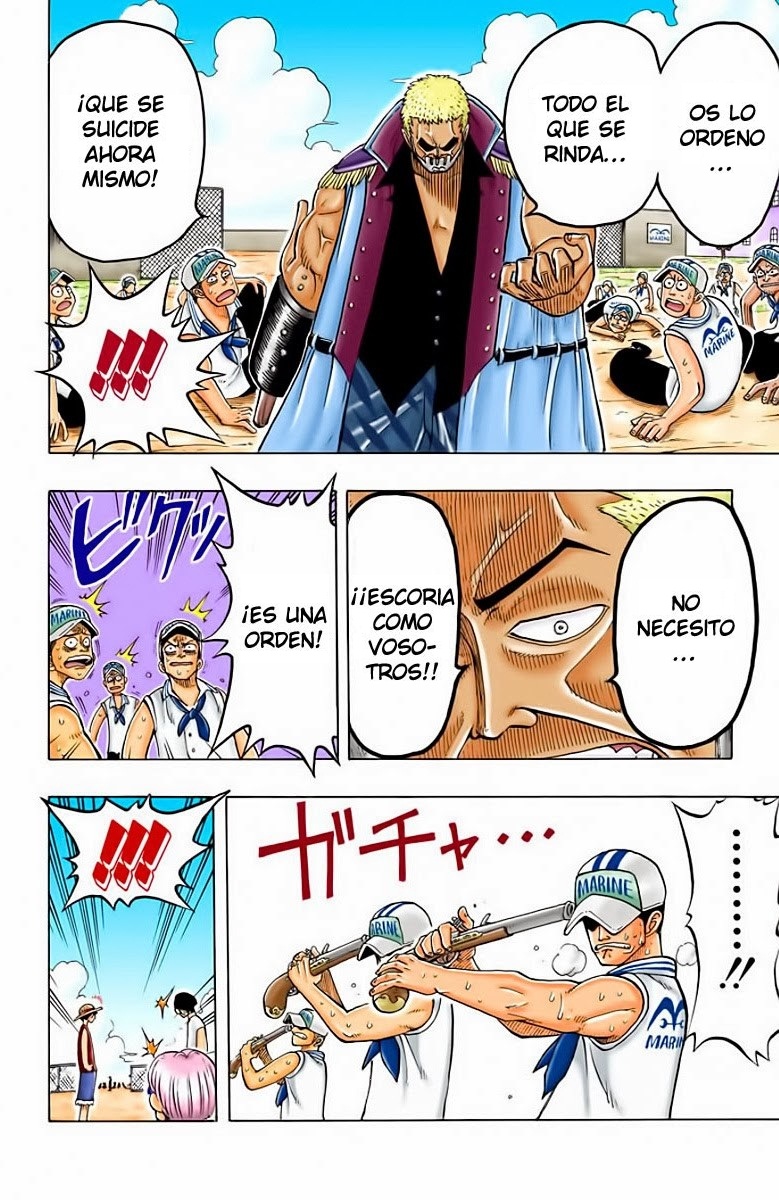 OS LO
ORDENO
...
TODO EL
QUE SE
RINDA...
¡QUE SE
SUICIDE
AHORA
MISMO!
MARINE
MARINE
!!!
NO
NECESITO
...
¡¡ESCORIA
COMO
VOSO-
TROS!!
¡ES UNA
ORDEN!
ビクッ
MARINE
........!!
ガチャ...
MARINE
MARINE
MARINE
!!!